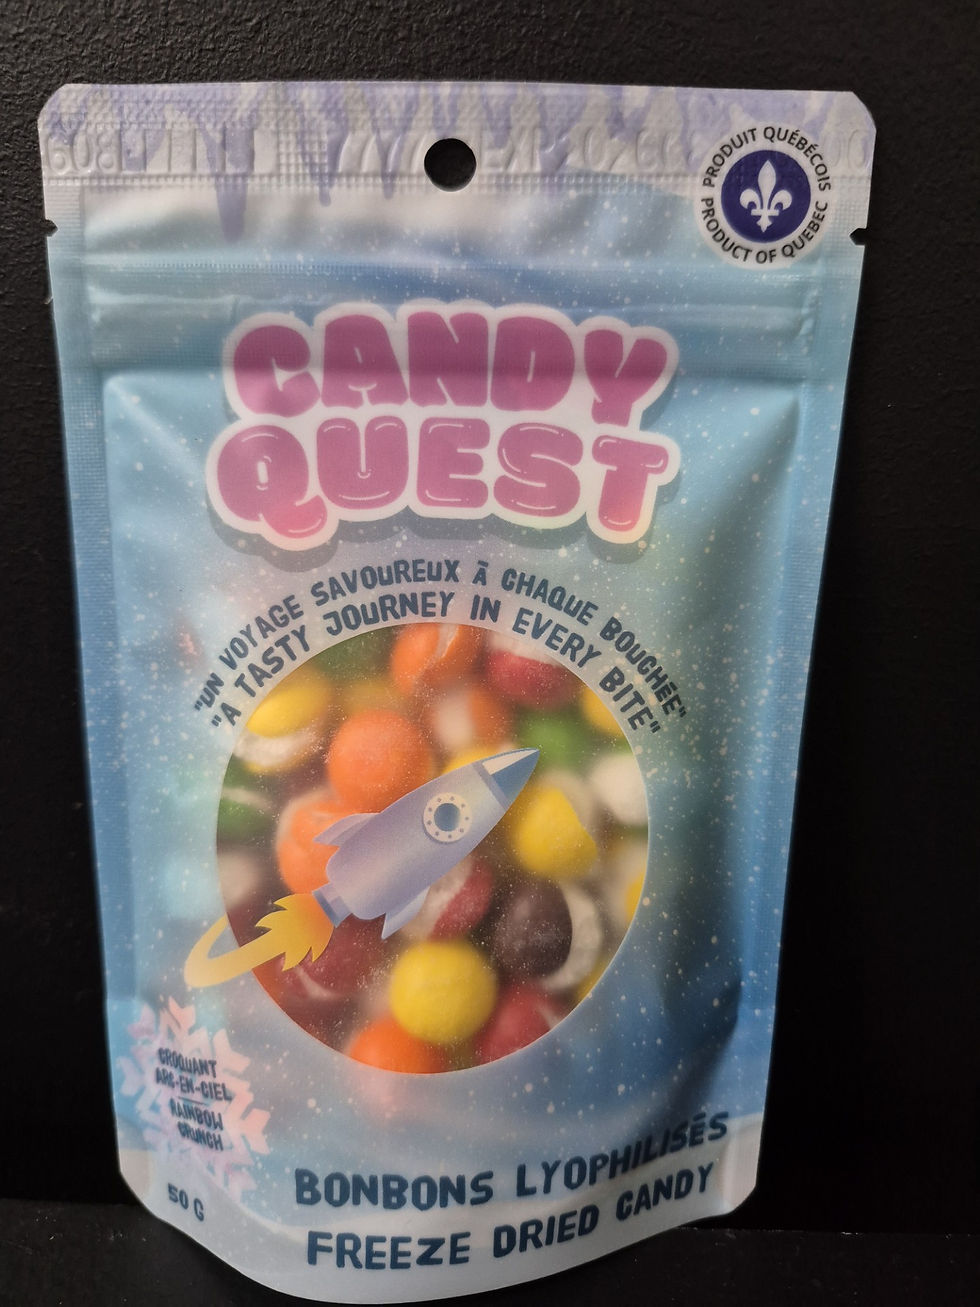 PRODUIT QUÉBÉCOIS
PRODUCT OF QUEBEC
CANDY
QUEST
"UN VOYAGE SAVOUREUX À CHAQUE BOUCHÉE"
"A TASTY JOURNEY IN EVERY BITE"
CROQUANT
ARC-EN-CIEL
RAINBOW
CRUNCH
50 G
BONBONS LYOPHILISÉS
FREEZE DRIED CANDY